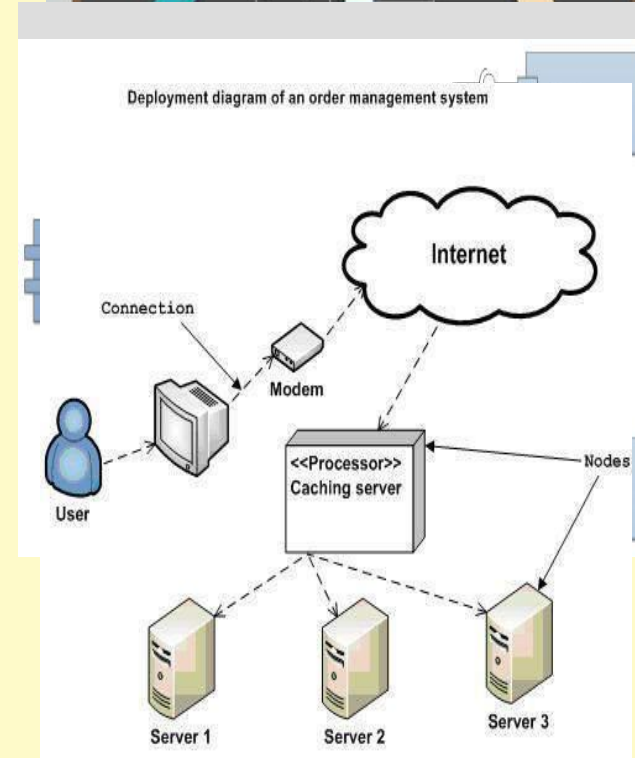 Deployment diagram of an order management system
Internet
Connection
Modem
<<Processor>>
Caching server
Nodes
User
Server 1
Server 2
Server 3